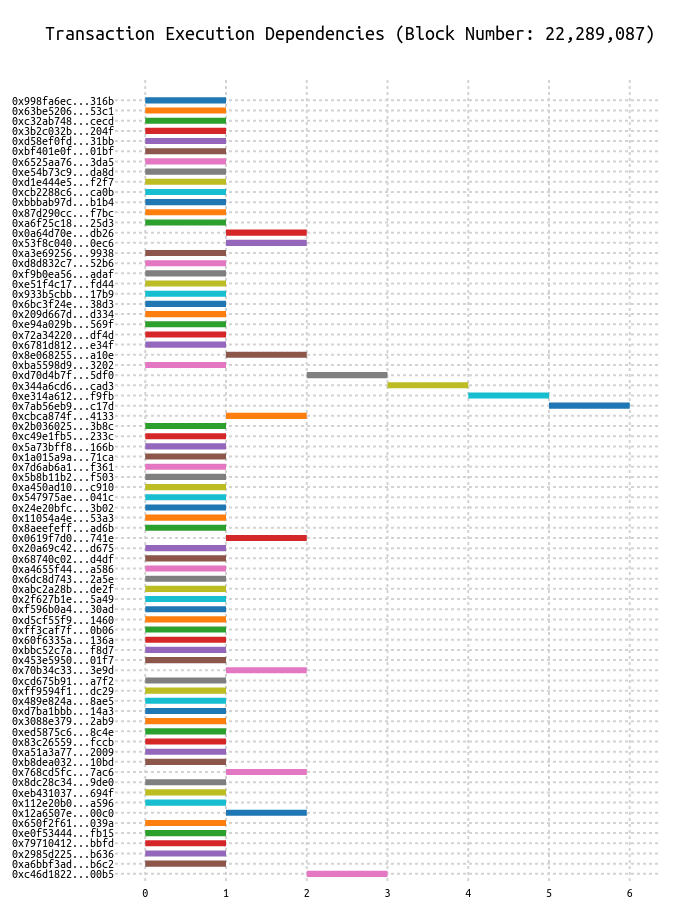 Transaction Execution Dependencies (Block Number: 22,289,087)
0x998fa6ec...316b
0x63be5206...53c1
0xc32ab748...cecd
0x3b2c032b...204f
0xd58ef0fd...31bb
0xbf401e0f...01bf
0x6525aa76...3da5
0xe54b73c9...da8d
0xd1e444e5...f2f7
0xcb2288c6...ca0b
0xbbbab97d...b1b4
0x87d290cc...f7bc
0xa6f25c18...25d3
0x0a64d70e...db26
0x53f8c040...0ec6
0xa3e69256...9938
0xd8d832c7...52b6
0xf9b0ea56...adaf
0xe51f4c17...fd44
0x933b5cbb...17b9
0x6bc3f24e...38d3
0x209d667d...d334
0xe94a029b...569f
0x72a34220...df4d
0x6781d812...e34f
0x8e068255...a10e
0xba5598d9...3202
0xd70d4b7f...5df0
0x344a6cd6...cad3
0xe314a612...f9fb
0x7ab56eb9...c17d
0xcbca874f...4133
0x2b036025...3b8c
0xc49e1fb5...233c
0x5a73bff8...166b
0x1a015a9a...71ca
0x7d6ab6a1...f361
0x5b8b11b2...f503
0xa450ad10...c910
0x547975ae...041c
0x24e20bfc...3b02
0x11054a4e...53a3
0x8aeefeff...ad6b
0x0619f7d0...741e
0x20a69c42...d675
0x68740c02...d4df
0xa4655f44...a586
0x6dc8d743...2a5e
0xabc2a28b...de2f
0x2f627b1e...5a49
0xf596b0a4...30ad
0xd5cf55f9...1460
0xff3caf7f...0b06
0x60f6335a...136a
0xbbc52c7a...f8d7
0x453e5950...01f7
0x70b34c33...3e9d
0xcd675b91...a7f2
0xff9594f1...dc29
0x489e824a...8ae5
0xd7ba1bbb...14a3
0x3088e379...2ab9
0xed5875c6...8c4e
0x83c26559...fccb
0xa51a3a77...2009
0xb8dea032...10bd
0x768cd5fc...7ac6
0x8dc28c34...9de0
0xeb431037...694f
0x112e20b0...a596
0x12a6507e...00c0
0x650f2f61...039a
0xe0f53444...fb15
0x79710412...bbfd
0x2985d225...b636
0xa6bbf3ad...b6c2
0xc46d1822...00b5
0 1 2 3 4 5 6